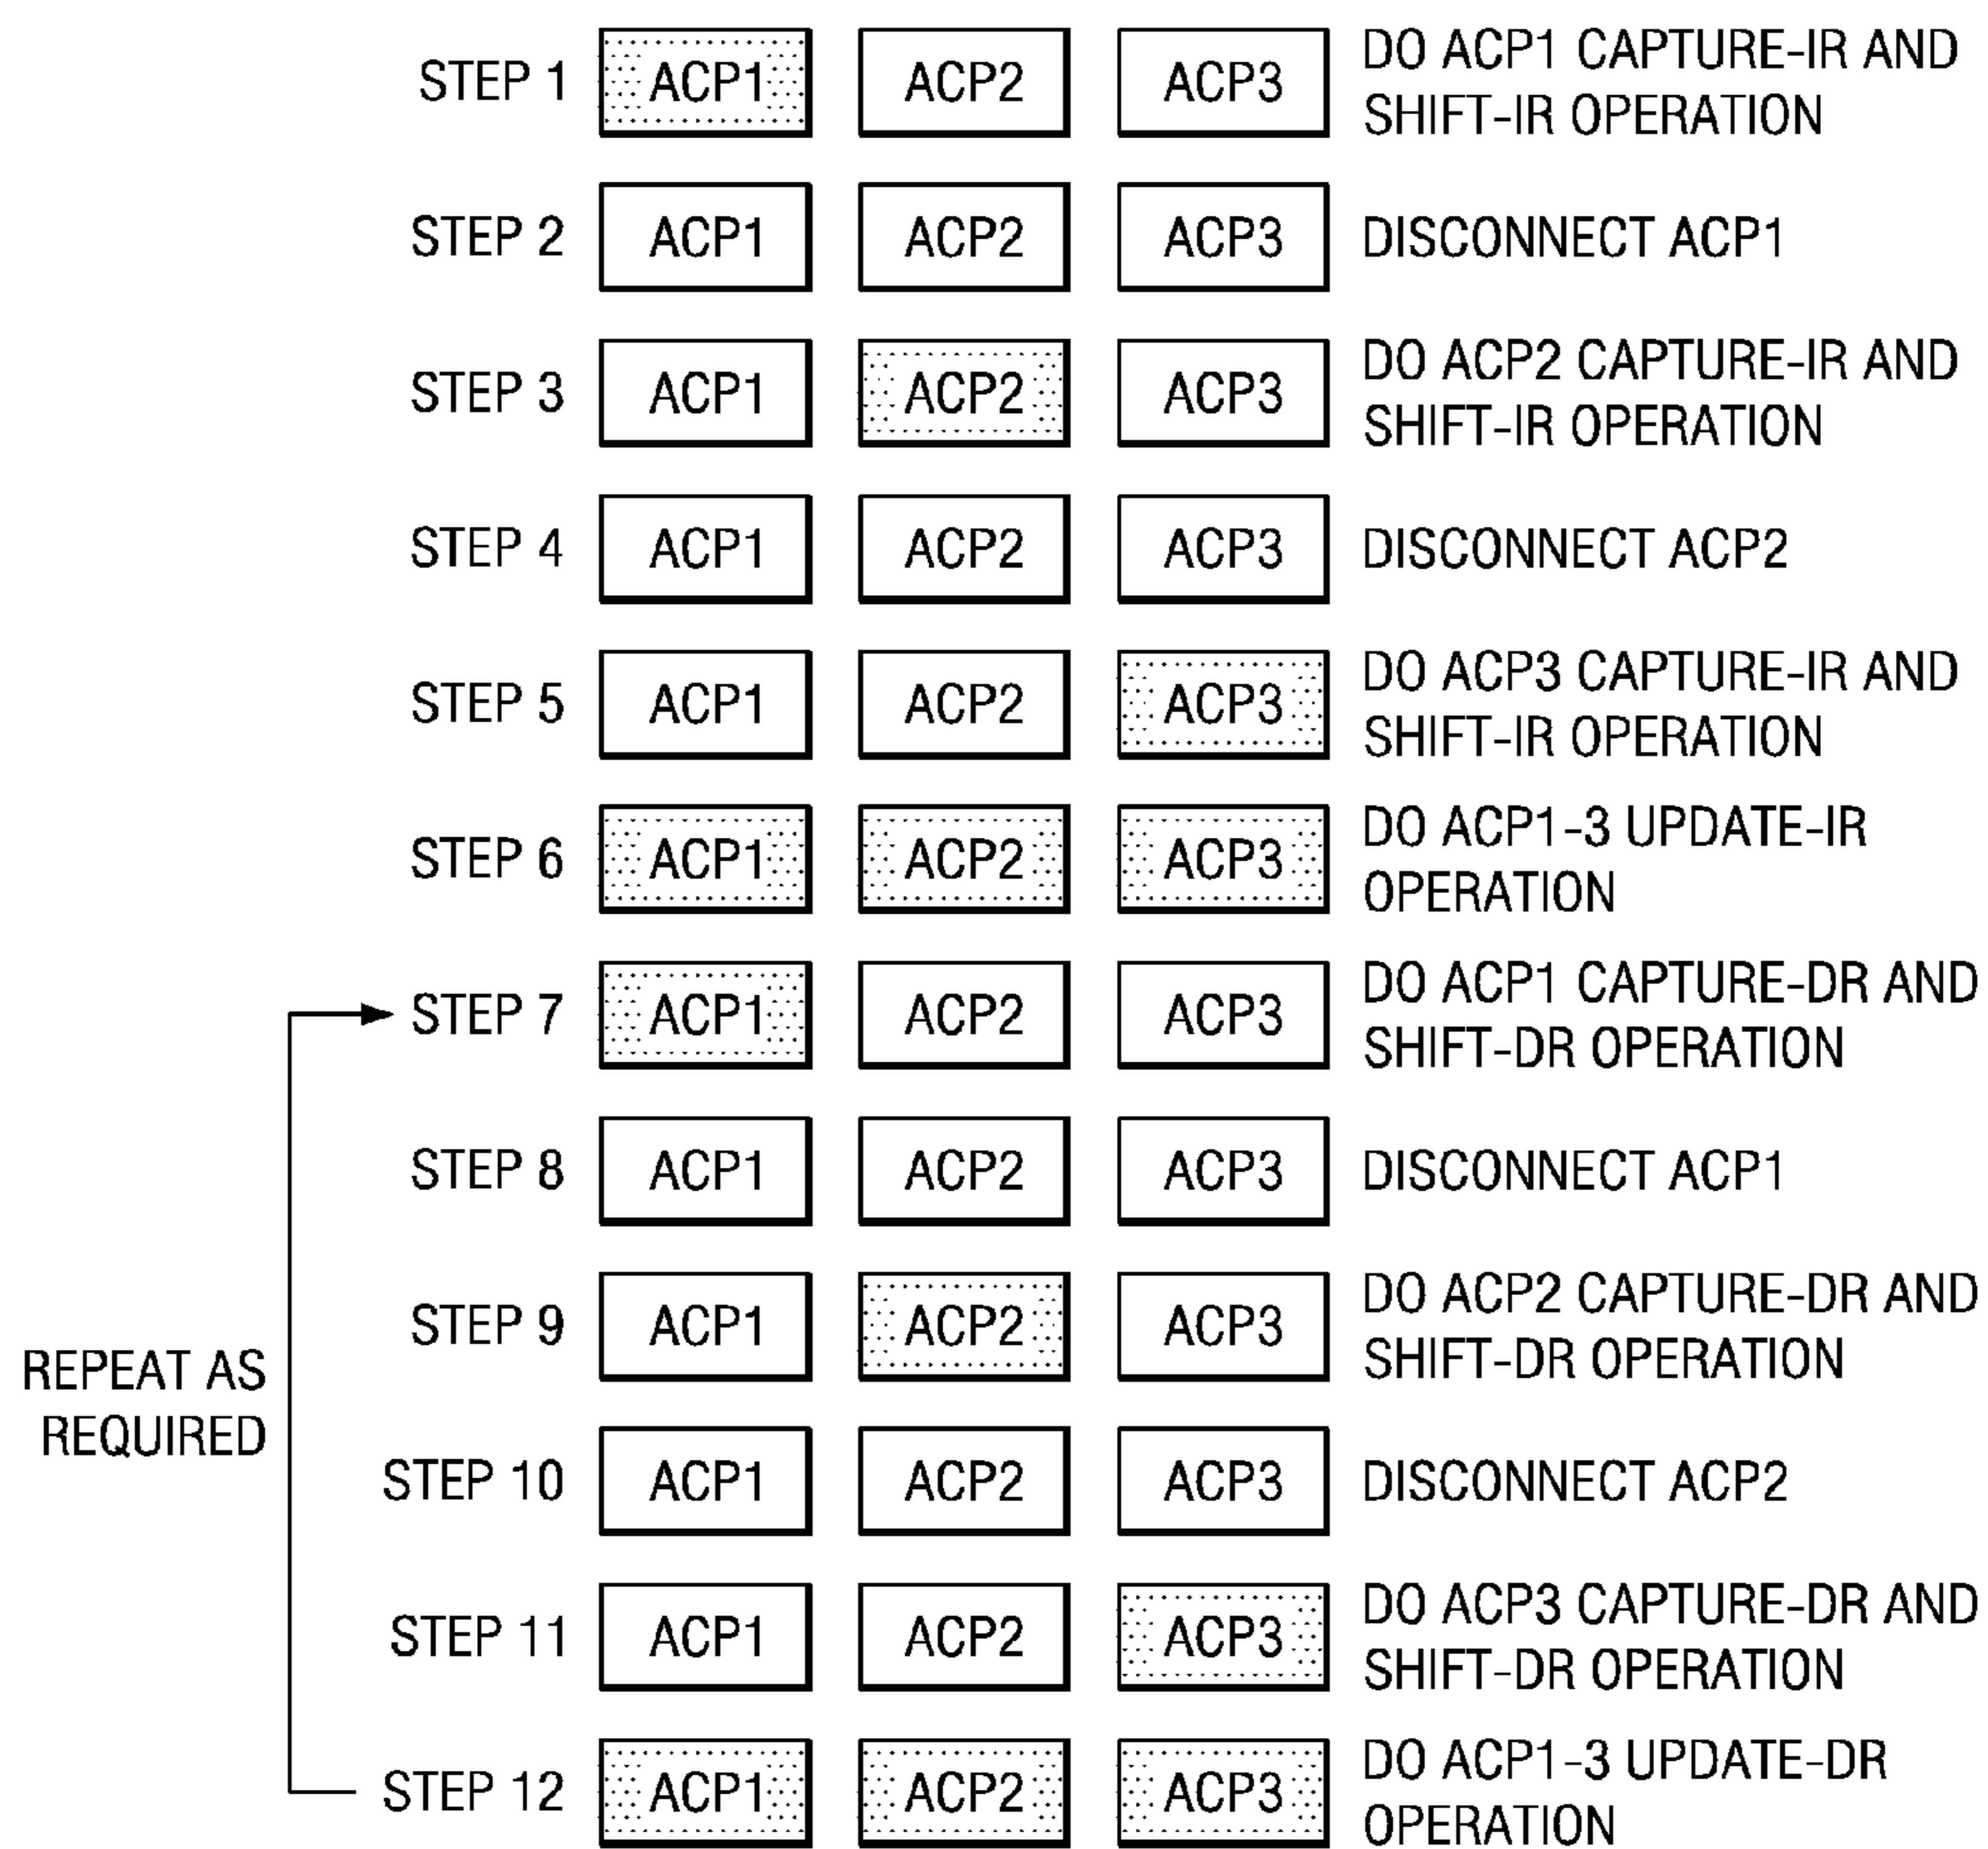 STEP 1 ACP1 ACP2 ACP3 DO ACP1 CAPTURE-IR AND
SHIFT-IR OPERATION
STEP 2 ACP1 ACP2 ACP3 DISCONNECT ACP1
STEP 3 ACP1 ACP2 ACP3 DO ACP2 CAPTURE-IR AND
SHIFT-IR OPERATION
STEP 4 ACP1 ACP2 ACP3 DISCONNECT ACP2
STEP 5 ACP1 ACP2 ACP3 DO ACP3 CAPTURE-IR AND
SHIFT-IR OPERATION
STEP 6 ACP1 ACP2 ACP3 DO ACP1-3 UPDATE-IR
OPERATION
STEP 7 ACP1 ACP2 ACP3 DO ACP1 CAPTURE-DR AND
SHIFT-DR OPERATION
STEP 8 ACP1 ACP2 ACP3 DISCONNECT ACP1
STEP 9 ACP1 ACP2 ACP3 DO ACP2 CAPTURE-DR AND
SHIFT-DR OPERATION
REPEAT AS
REQUIRED
STEP 10 ACP1 ACP2 ACP3 DISCONNECT ACP2
STEP 11 ACP1 ACP2 ACP3 DO ACP3 CAPTURE-DR AND
SHIFT-DR OPERATION
STEP 12 ACP1 ACP2 ACP3 DO ACP1-3 UPDATE-DR
OPERATION